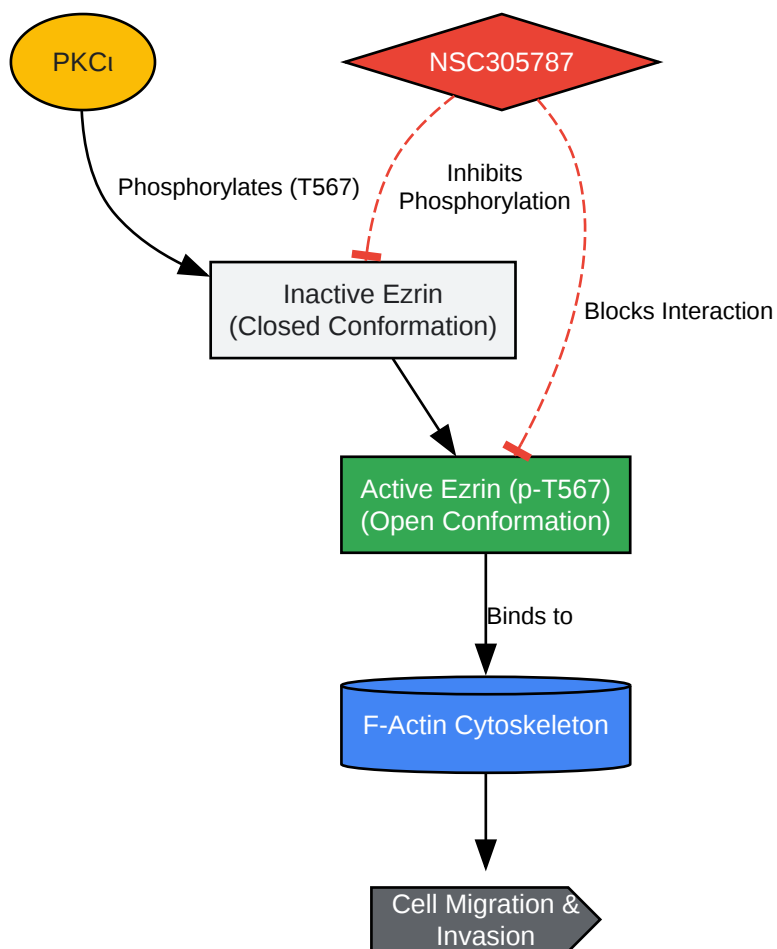 PKCι
NSC305787
Phosphorylates (T567)
Inhibits
Phosphorylation
Inactive Ezrin
(Closed Conformation)
Blocks Interaction
Active Ezrin (p-T567)
(Open Conformation)
Binds to
F-Actin Cytoskeleton
Cell Migration &
Invasion